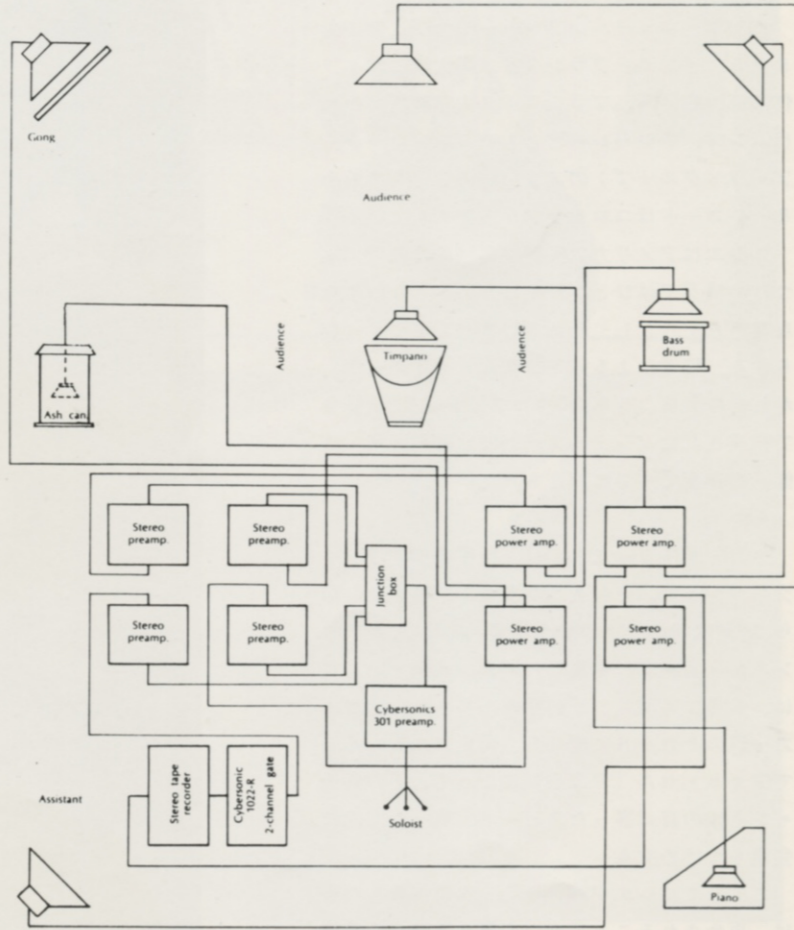 Gong
Audience
Audience
Audience
Timpano
Bass
drum
Ash can
Stereo
preamp.
Stereo
preamp.
Stereo
power amp.
Stereo
power amp.
Junction
box
Stereo
preamp.
Stereo
preamp.
Stereo
power amp.
Stereo
power amp.
Cybersonics
301 preamp.
Stereo tape
recorder
Cybersonic
1022-R
2-channel gate
Assistant
Soloist
Piano